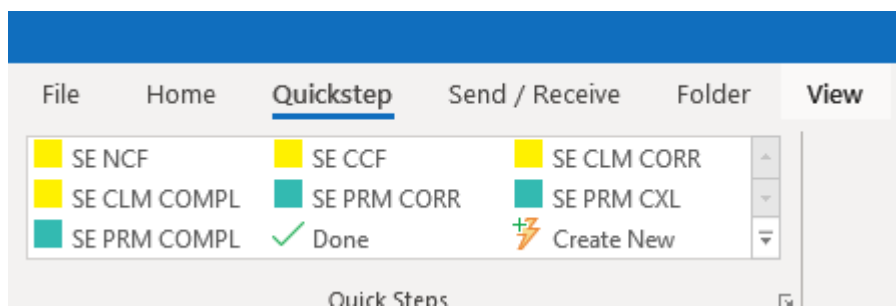 File Home Quickstep Send / Receive Folder View
SE NCF SE CCF SE CLM CORR
SE CLM COMPL SE PRM CORR SE PRM CXL
SE PRM COMPL Done Create New
Quick Steps